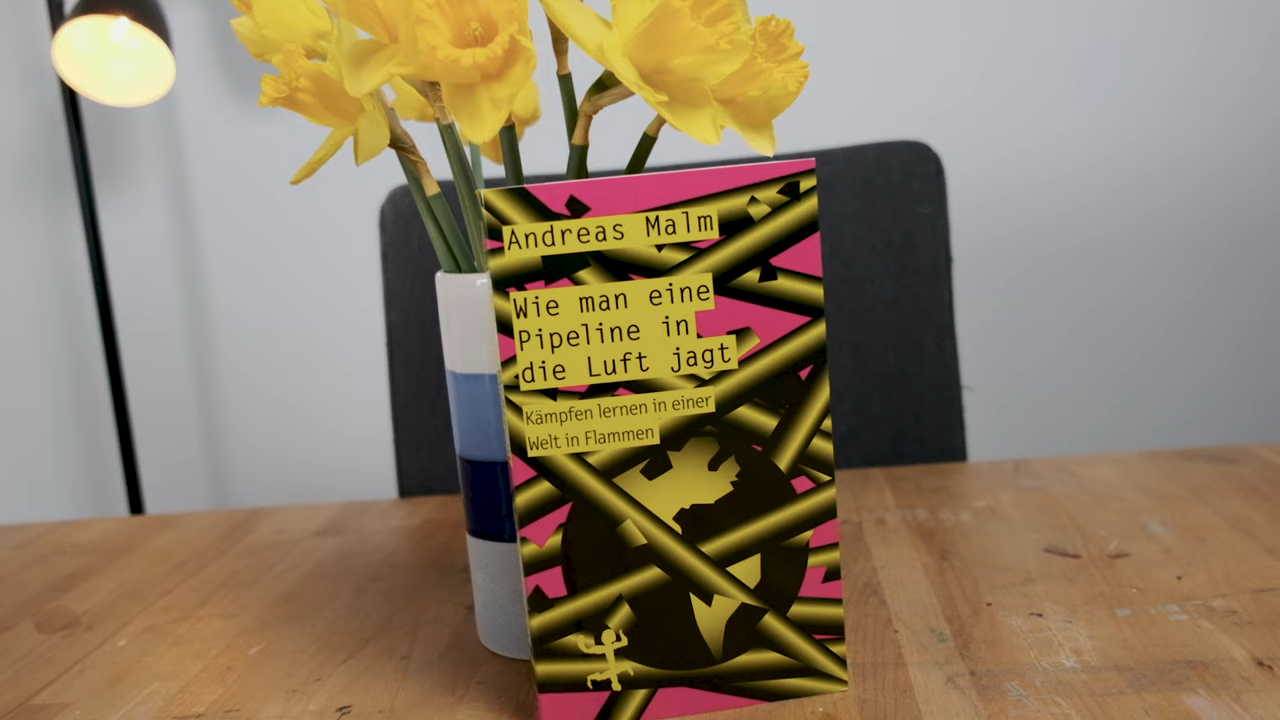 Andreas Malm
Wie man eine
Pipeline in
die Luft jagt
Kämpfen lernen in einer
Welt in Flammen